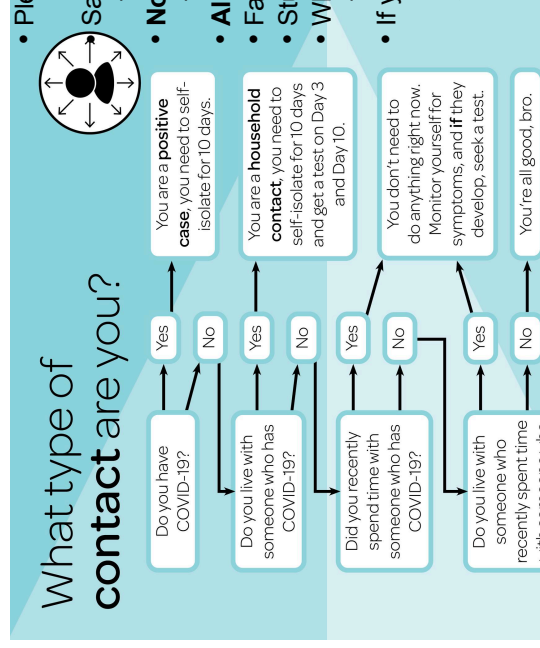 What type of
contact are you?
Do you have
COVID-19?
Yes
You are a positive
case, you need to self-
isolate for 10 days.
No
Do you live with
someone who has
COVID-19?
Yes
You are a household
contact, you need to
self-isolate for 10 days
and get a test on Day 3
and Day 10.
No
Did you recently
spend time with
someone who has
COVID-19?
Yes
No
You don't need to
do anything right now.
Monitor yourself for
symptoms, and if they
develop, seek a test.
Do you live with
someone who
recently spent time
Yes
No
You're all good, bro.
• Ple
Sa
• No
• Al
• Fa
• Stu
• Wh
• If y